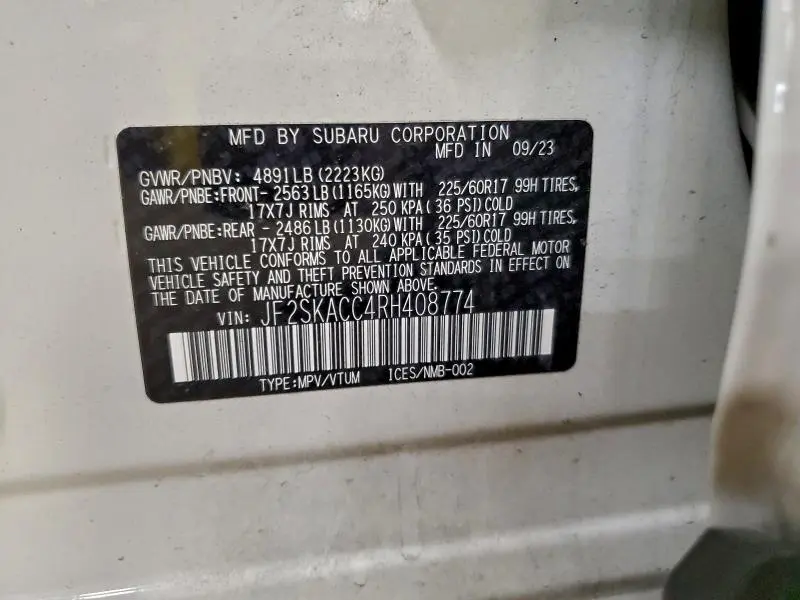 MFD BY SUBARU CORPORATION
MFD IN 09/23
GVWR/PNBV: 4891LB (2223KG)
GAWR/PNBE:FRONT- 2563LB (1165KG)WITH 225/60R17 99H TIRES,
17X7J RIMS AT 250 KPA( 36 PSI)COLD
GAWR/PNBE:REAR - 2486LB (1130KG)WITH 225/60R17 99H TIRES,
17X7J RIMS AT 240 KPA( 35 PSI)COLD
THIS VEHICLE CONFORMS TO ALL APPLICABLE FEDERAL MOTOR
VEHICLE SAFETY AND THEFT PREVENTION STANDARDS IN EFFECT ON
THE DATE OF MANUFACTURE SHOWN ABOVE.
VIN: JF2SKACC4RH408774
TYPE:MPV/VTUM ICES/NMB-002